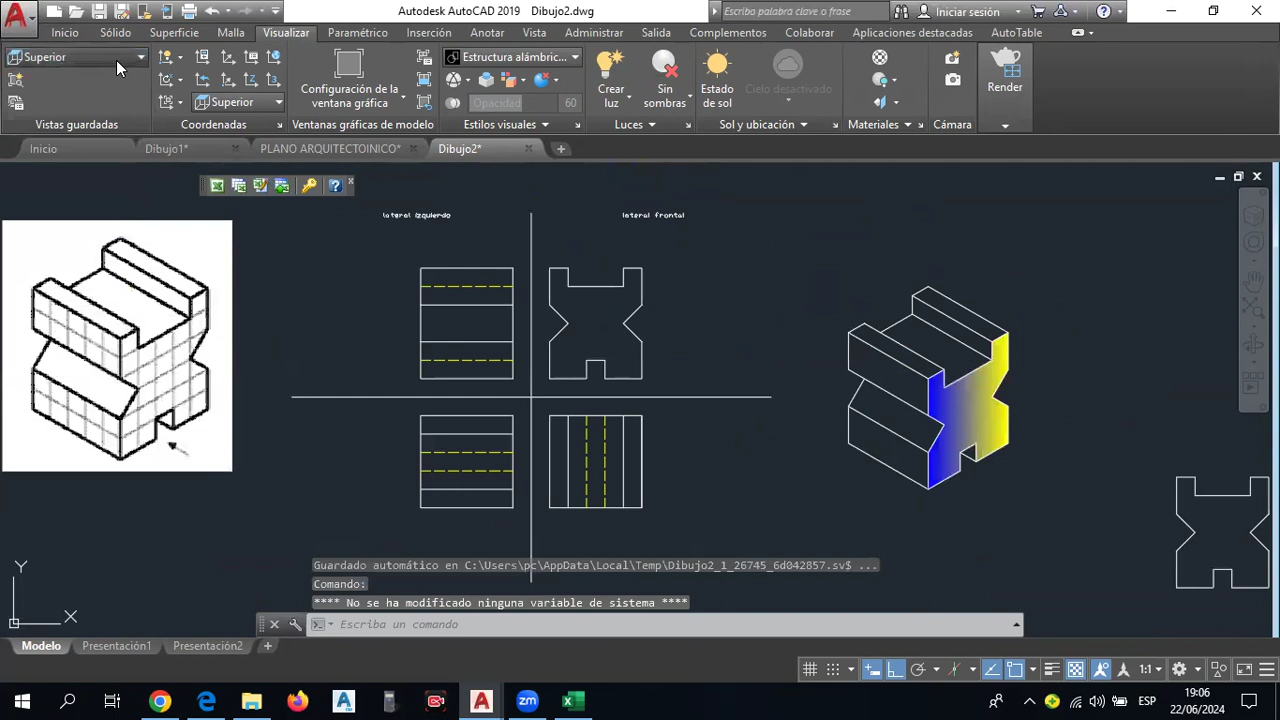 Autodesk AutoCAD 2019 Dibujo2.dwg
Escriba palabra clave o frase
Iniciar sesión
Inicio Sólido Superficie Malla Visualizar Paramétrico Inserción Anotar Vista Administrar Salida Complementos Colaborar Aplicaciones destacadas AutoTable
Superior
Estructura alámbric...
Configuración de la
ventana gráfica
Superior
Opacidad 60
Crear
luz
Sin
sombras
Estado
de sol
Cielo desactivado
Render
Vistas guardadas
Coordenadas
Ventanas gráficas de modelo
Estilos visuales
Luces
Sol y ubicación
Materiales
Cámara
Inicio
Dibujo1*
PLANO ARQUITECTOINICO*
Dibujo2*
lateral izquierdo
lateral frontal
Guardado automático en C:\Users\pc\AppData\Local\Temp\Dibujo2_1_26745_6d042857.sv$ ...
Comando:
**** No se ha modificado ninguna variable de sistema ****
Y
X
Escriba un comando
Modelo Presentación1 Presentación2
1:1
ESP
19:06
22/06/2024